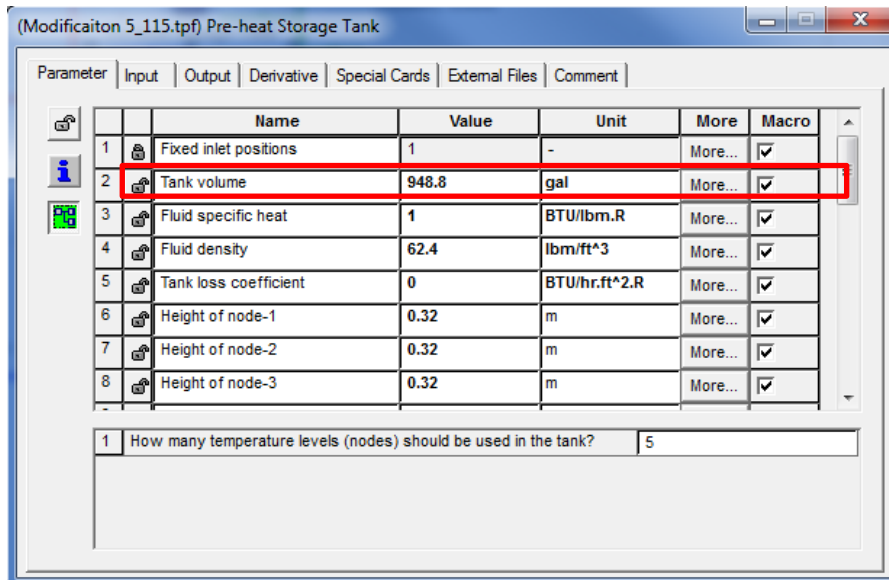 (Modificaiton 5_115.tpf) Pre-heat Storage Tank
Parameter Input Output Derivative Special Cards External Files Comment
Name Value Unit More Macro
1 Fixed inlet positions 1 - More...
2 Tank volume 948.8 gal More...
3 Fluid specific heat 1 BTU/lbm.R More...
4 Fluid density 62.4 lbm/ft^3 More...
5 Tank loss coefficient 0 BTU/hr.ft^2.R More...
6 Height of node-1 0.32 m More...
7 Height of node-2 0.32 m More...
8 Height of node-3 0.32 m More...
1 How many temperature levels (nodes) should be used in the tank? 5